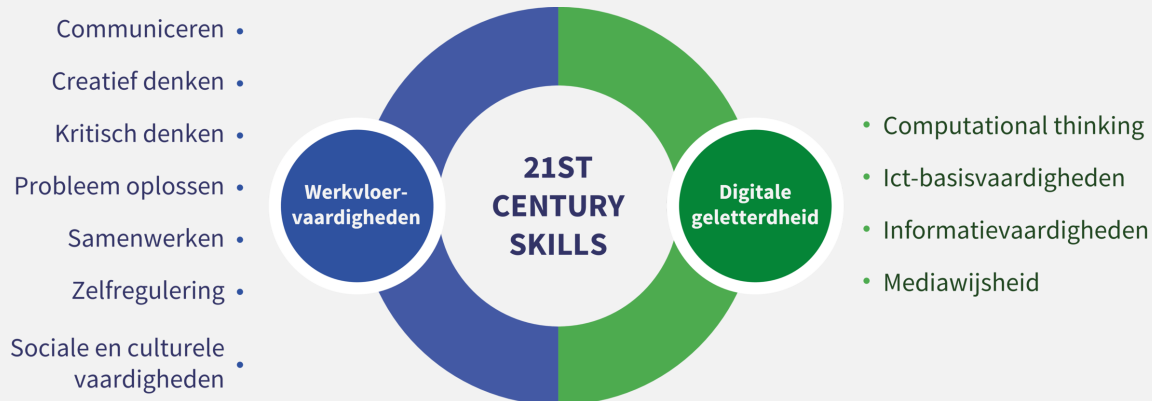 Communiceren
Creatief denken
Kritisch denken
Probleem oplossen
Samenwerken
Zelfregulering
Sociale en culturele
vaardigheden
Werkvloer-
vaardigheden
21ST
CENTURY
SKILLS
Digitale
geletterdheid
Computational thinking
Ict-basisvaardigheden
Informatievaardigheden
Mediawijsheid